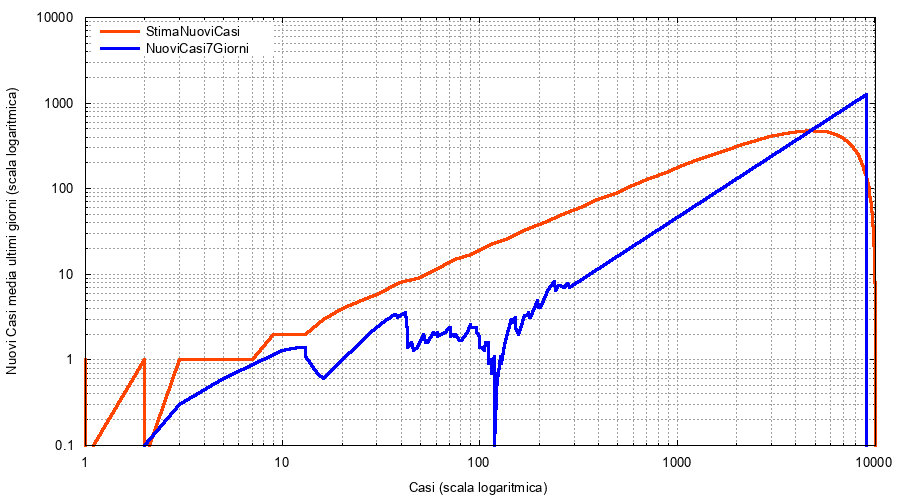 10000
StimaNuoviCasi
NuoviCasi7Giorni
1000
100
10
1
0.1
Nuovi Casi media ultimi giorni (scala logaritmica)
1
10
100
1000
10000
Casi (scala logaritmica)